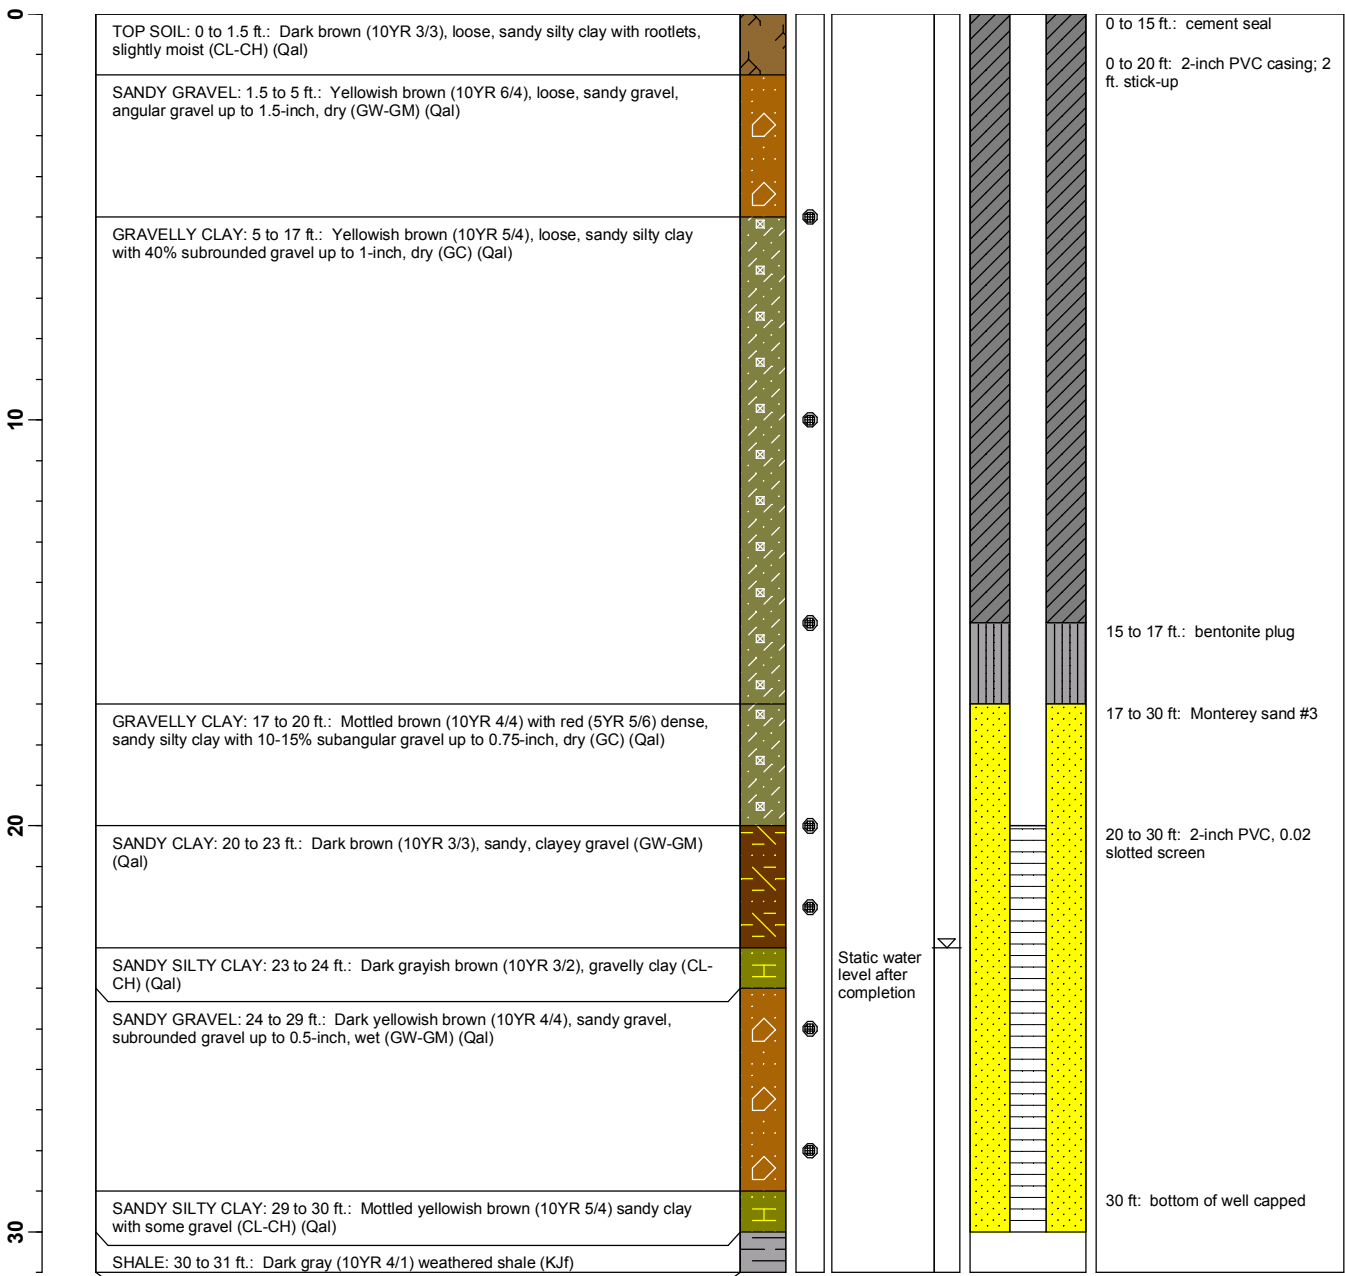 0
TOP SOIL: 0 to 1.5 ft.: Dark brown (10YR 3/3), loose, sandy silty clay with rootlets,
slightly moist (CL-CH) (Qal)
SANDY GRAVEL: 1.5 to 5 ft.: Yellowish brown (10YR 6/4), loose, sandy gravel,
angular gravel up to 1.5-inch, dry (GW-GM) (Qal)
GRAVELLY CLAY: 5 to 17 ft.: Yellowish brown (10YR 5/4), loose, sandy silty clay
with 40% subrounded gravel up to 1-inch, dry (GC) (Qal)
10
GRAVELLY CLAY: 17 to 20 ft.: Mottled brown (10YR 4/4) with red (5YR 5/6) dense,
sandy silty clay with 10-15% subangular gravel up to 0.75-inch, dry (GC) (Qal)
20
SANDY CLAY: 20 to 23 ft.: Dark brown (10YR 3/3), sandy, clayey gravel (GW-GM)
(Qal)
SANDY SILTY CLAY: 23 to 24 ft.: Dark grayish brown (10YR 3/2), gravelly clay (CL-
CH) (Qal)
SANDY GRAVEL: 24 to 29 ft.: Dark yellowish brown (10YR 4/4), sandy gravel,
subrounded gravel up to 0.5-inch, wet (GW-GM) (Qal)
SANDY SILTY CLAY: 29 to 30 ft.: Mottled yellowish brown (10YR 5/4) sandy clay
with some gravel (CL-CH) (Qal)
30
SHALE: 30 to 31 ft.: Dark gray (10YR 4/1) weathered shale (KJf)
Static water
level after
completion
0 to 15 ft.: cement seal
0 to 20 ft: 2-inch PVC casing; 2
ft. stick-up
15 to 17 ft.: bentonite plug
17 to 30 ft: Monterey sand #3
20 to 30 ft: 2-inch PVC, 0.02
slotted screen
30 ft: bottom of well capped